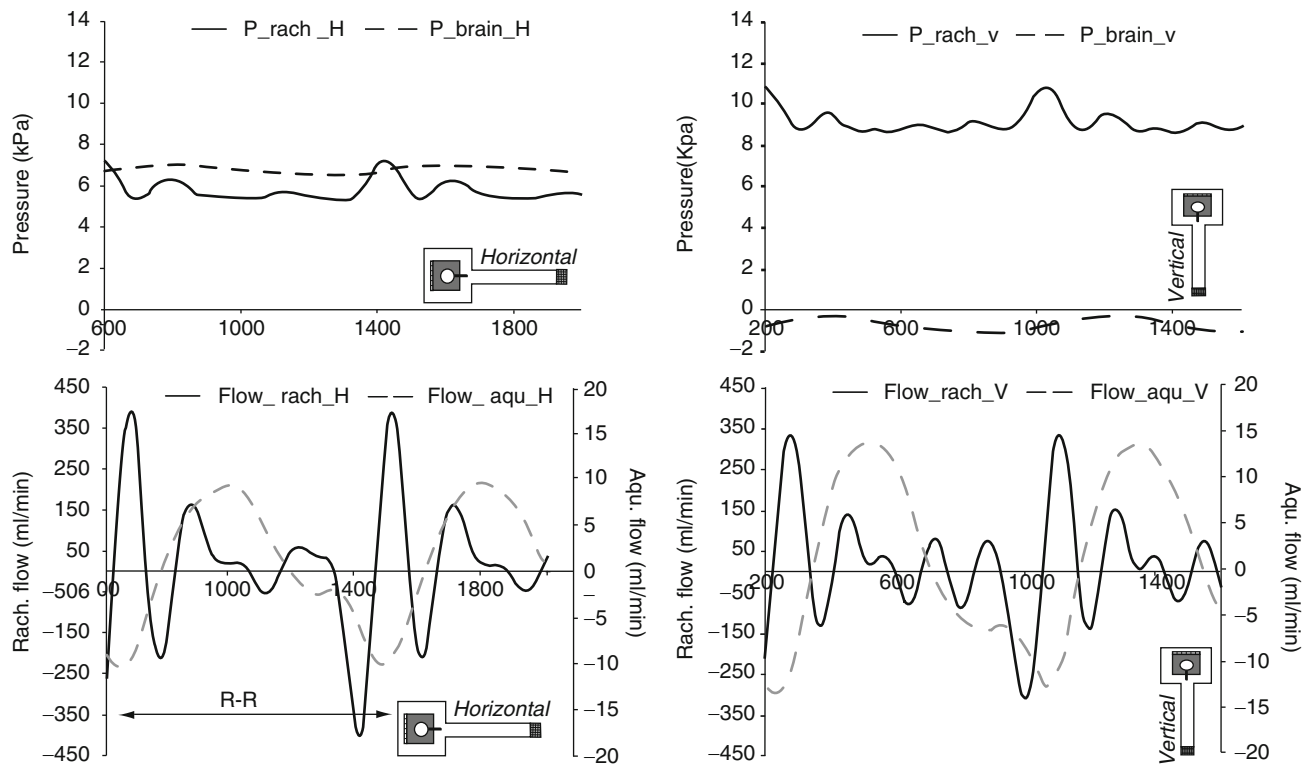 P_rach _H P_brain_H
Pressure (kPa)
14
12
10
8
6
4
2
0
−2
600 1000 1400 1800
Horizontal
P_rach_v P_brain_v
Pressure(Kpa)
14
12
10
8
6
4
2
0
−2
200 600 1000 1400
Vertical
Flow_ rach_H Flow_ aqu_H
Rach. flow (ml/min)
450
350
250
150
50
−506
−150
−250
−350
−450
00 1000 1400 1800
20
15
10
5
0
−5
−10
−15
−20
Aqu. flow (ml/min)
R-R
Horizontal
Flow_rach_V Flow_aqu_V
Rach. flow (ml/min)
450
350
250
150
50
−50
−150
−250
−350
−450
200 600 1000 1400
20
15
10
5
0
−5
−10
−15
−20
Aqu. flow (ml/min)
Vertical